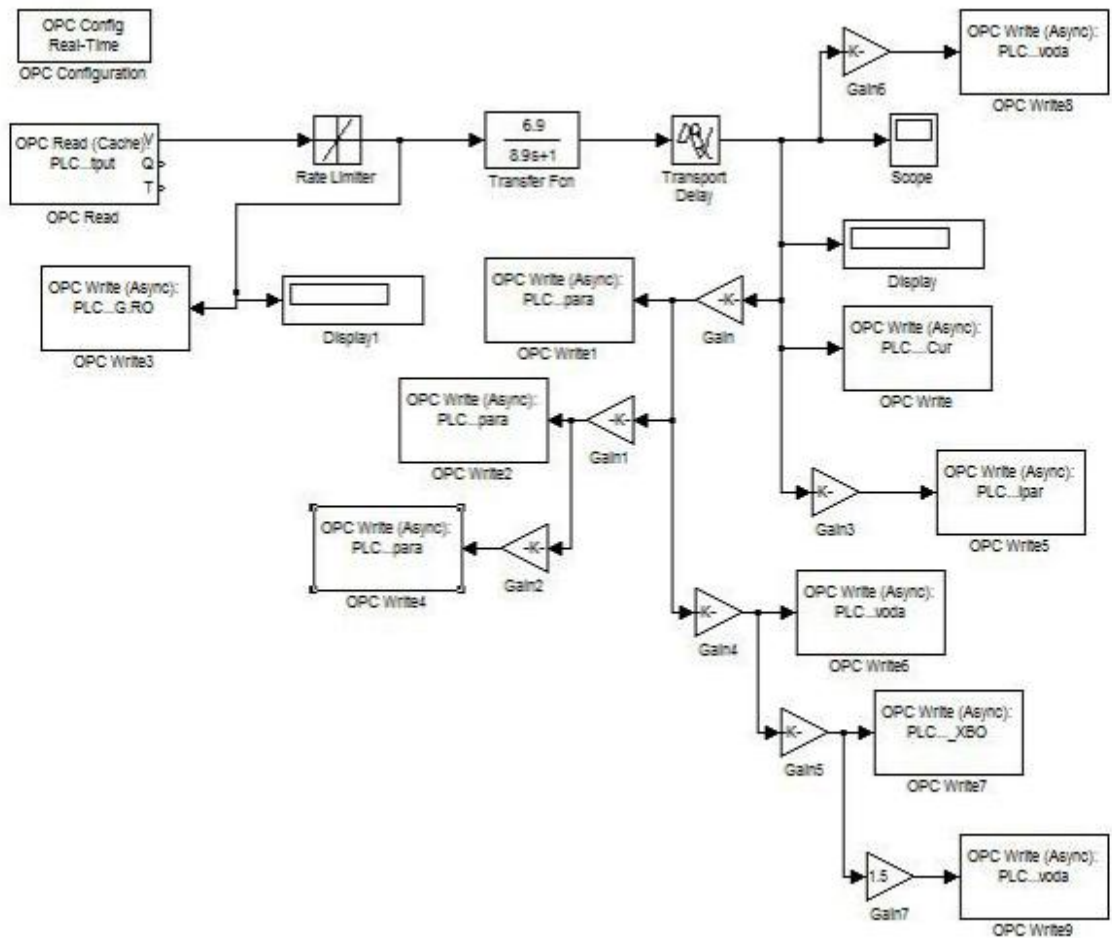 OPC Config
Real-Time
OPC Configuration
-K-
Gain6
OPC Write (Async):
PLC...voda
OPC Write8
OPC Read (Cache):
PLC...tput
V
Q
T
OPC Read
Rate Limiter
6.9
8.9s+1
Transfer Fcn
Transport
Delay
Scope
Display
OPC Write (Async):
PLC...G.RO
OPC Write3
Display1
OPC Write (Async):
PLC...para
OPC Write1
-K-
Gain
OPC Write (Async):
PLC....Cur
OPC Write
OPC Write (Async):
PLC...para
OPC Write2
-K-
Gain1
-K-
Gain3
OPC Write (Async):
PLC...lpar
OPC Write5
OPC Write (Async):
PLC...para
OPC Write4
-K-
Gain2
-K-
Gain4
OPC Write (Async):
PLC...voda
OPC Write6
-K-
Gain5
OPC Write (Async):
PLC..._XBO
OPC Write7
1.5
Gain7
OPC Write (Async):
PLC...voda
OPC Write9